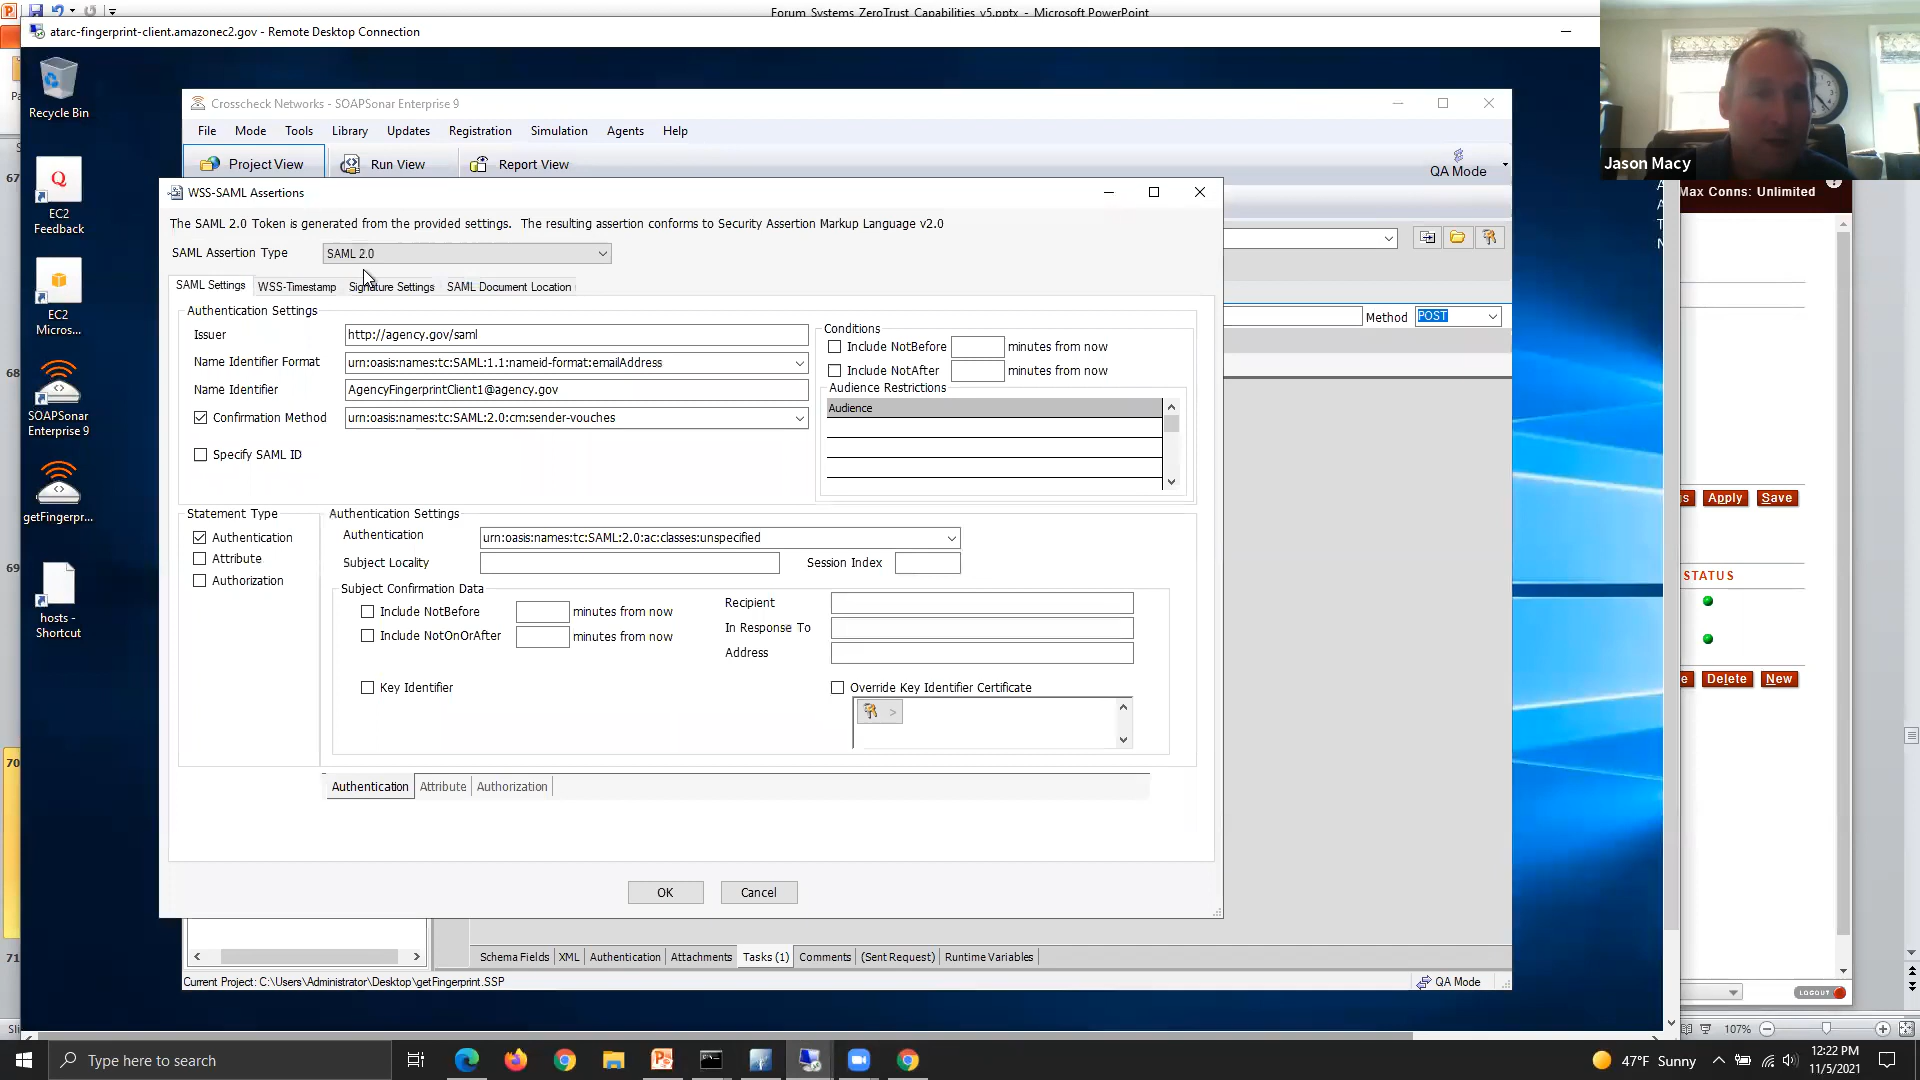 Forum_Systems_ZeroTrust_Capabilities_v5.pptx - Microsoft PowerPoint
atarc-fingerprint-client.amazonec2.gov - Remote Desktop Connection
Recycle Bin
EC2
Feedback
EC2
Micros...
SOAPSonar
Enterprise 9
getFingerpr...
hosts -
Shortcut
67
68
69
70
71
Crosscheck Networks - SOAPSonar Enterprise 9
File Mode Tools Library Updates Registration Simulation Agents Help
Project View Run View Report View
QA Mode
Jason Macy
Max Conns: Unlimited
WSS-SAML Assertions
The SAML 2.0 Token is generated from the provided settings. The resulting assertion conforms to Security Assertion Markup Language v2.0
SAML Assertion Type SAML 2.0
SAML Settings WSS-Timestamp Signature Settings SAML Document Location
Authentication Settings
Issuer http://agency.gov/saml
Name Identifier Format urn:oasis:names:tc:SAML:1.1:nameid-format:emailAddress
Name Identifier AgencyFingerprintClient1@agency.gov
Confirmation Method urn:oasis:names:tc:SAML:2.0:cm:sender-vouches
Specify SAML ID
Conditions
Include NotBefore minutes from now
Include NotAfter minutes from now
Audience Restrictions
Audience
Method POST
Statement Type
Authentication
Attribute
Authorization
Authentication Settings
Authentication urn:oasis:names:tc:SAML:2.0:ac:classes:unspecified
Subject Locality Session Index
Subject Confirmation Data
Include NotBefore minutes from now
Include NotOnOrAfter minutes from now
Recipient
In Response To
Address
Key Identifier
Override Key Identifier Certificate
>
Authentication Attribute Authorization
OK Cancel
Apply Save
STATUS
Delete New
LOGOUT
Schema Fields XML Authentication Attachments Tasks (1) Comments (Sent Request) Runtime Variables
Current Project: C:\Users\Administrator\Desktop\getFingerprint.SSP
QA Mode
107%
Type here to search
47°F Sunny
12:22 PM
11/5/2021